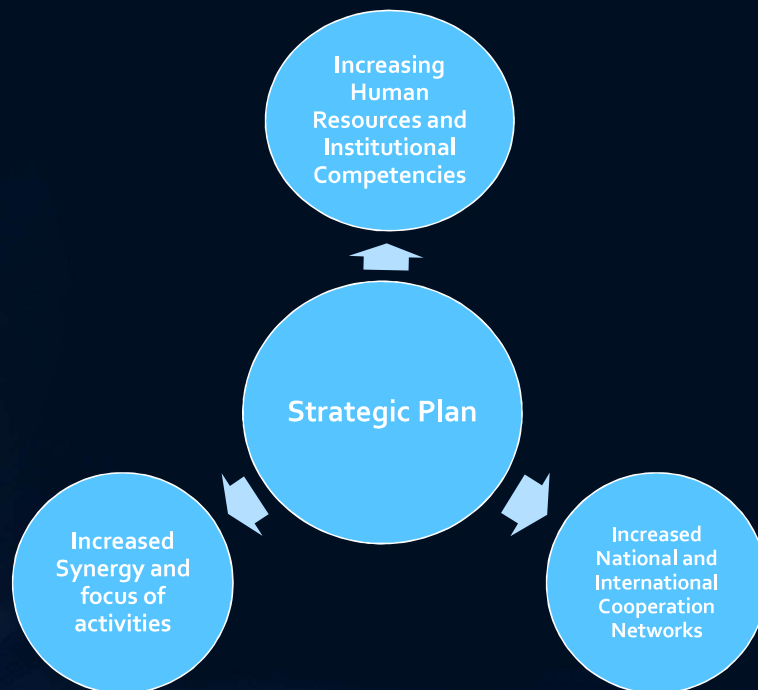 Increasing
Human
Resources and
Institutional
Competencies
Strategic Plan
Increased
Synergy and
focus of
activities
Increased
National and
International
Cooperation
Networks